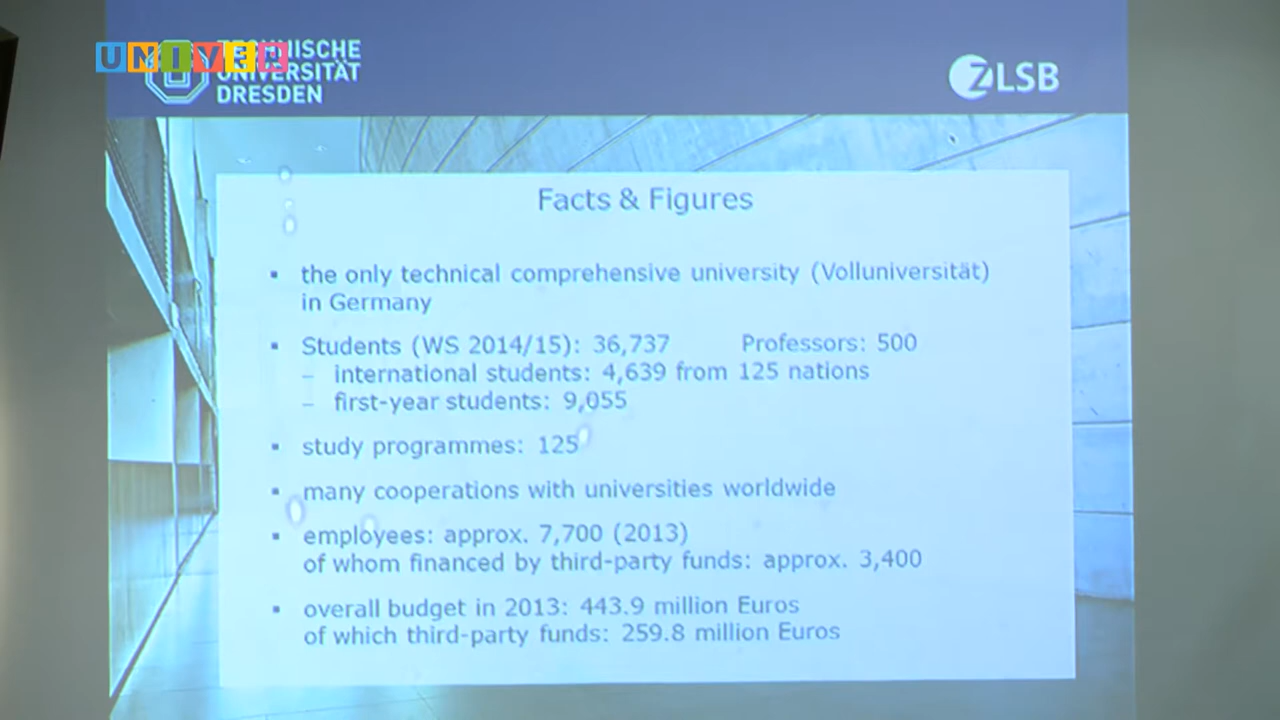 UNIVER
TECHNISCHE
UNIVERSITÄT
DRESDEN
ZLSB
Facts & Figures
▪ the only technical comprehensive university (Volluniversität)
in Germany
▪ Students (WS 2014/15): 36,737 Professors: 500
– international students: 4,639 from 125 nations
– first-year students: 9,055
▪ study programmes: 125
▪ many cooperations with universities worldwide
▪ employees: approx. 7,700 (2013)
of whom financed by third-party funds: approx. 3,400
▪ overall budget in 2013: 443.9 million Euros
of which third-party funds: 259.8 million Euros